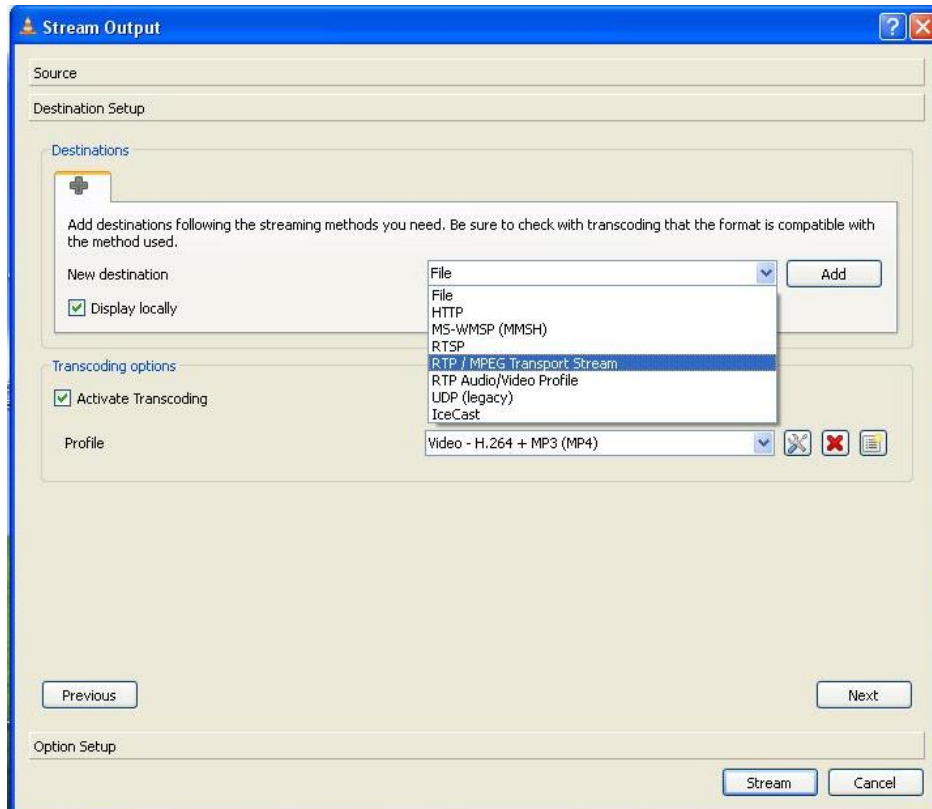 Stream Output
Source
Destination Setup
Destinations
Add destinations following the streaming methods you need. Be sure to check with transcoding that the format is compatible with
the method used.
New destination
File
Add
Display locally
File
HTTP
MS-WMSP (MMSH)
RTSP
RTP / MPEG Transport Stream
RTP Audio/Video Profile
UDP (legacy)
IceCast
Transcoding options
Activate Transcoding
Profile
Video - H.264 + MP3 (MP4)
Previous
Next
Option Setup
Stream
Cancel